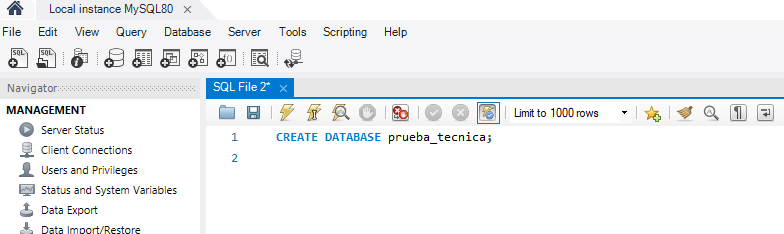 Local instance MySQL80
File Edit View Query Database Server Tools Scripting Help
SQL SQL
Navigator
SQL File 2*
MANAGEMENT
Server Status
Client Connections
Users and Privileges
Status and System Variables
Data Export
Data Import/Restore
Limit to 1000 rows
1 CREATE DATABASE prueba_tecnica;
2